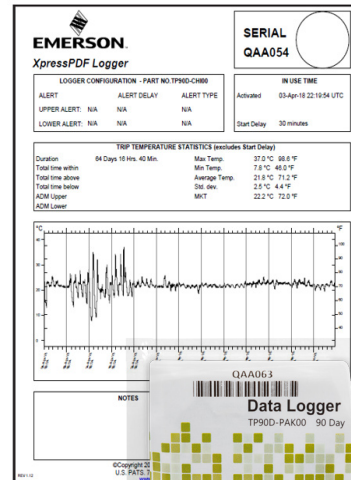 EMERSON.
XpressPDF Logger
SERIAL
QAA054
LOGGER CONFIGURATION - PART NO.TP90D-CHI00
ALERT ALERT DELAY ALERT TYPE
UPPER ALERT: N/A N/A N/A
LOWER ALERT: N/A N/A N/A
IN USE TIME
Activated 03-Apr-18 22:19:54 UTC
Start Delay 30 minutes
TRIP TEMPERATURE STATISTICS (excludes Start Delay)
Duration 64 Days 16 Hrs. 40 Min. Max Temp. 37.0 °C 98.6 °F
Total time within Min Temp. 7.8 °C 46.0 °F
Total time above Average Temp. 21.8 °C 71.2 °F
Total time below Std. dev. 2.5 °C 4.4 °F
ADM Upper MKT 22.2 °C 72.0 °F
ADM Lower
°C °F
NOTES
©Copyright
U.S. PATS. 7
QAA063
Data Logger
TP90D-PAK00 90 Day